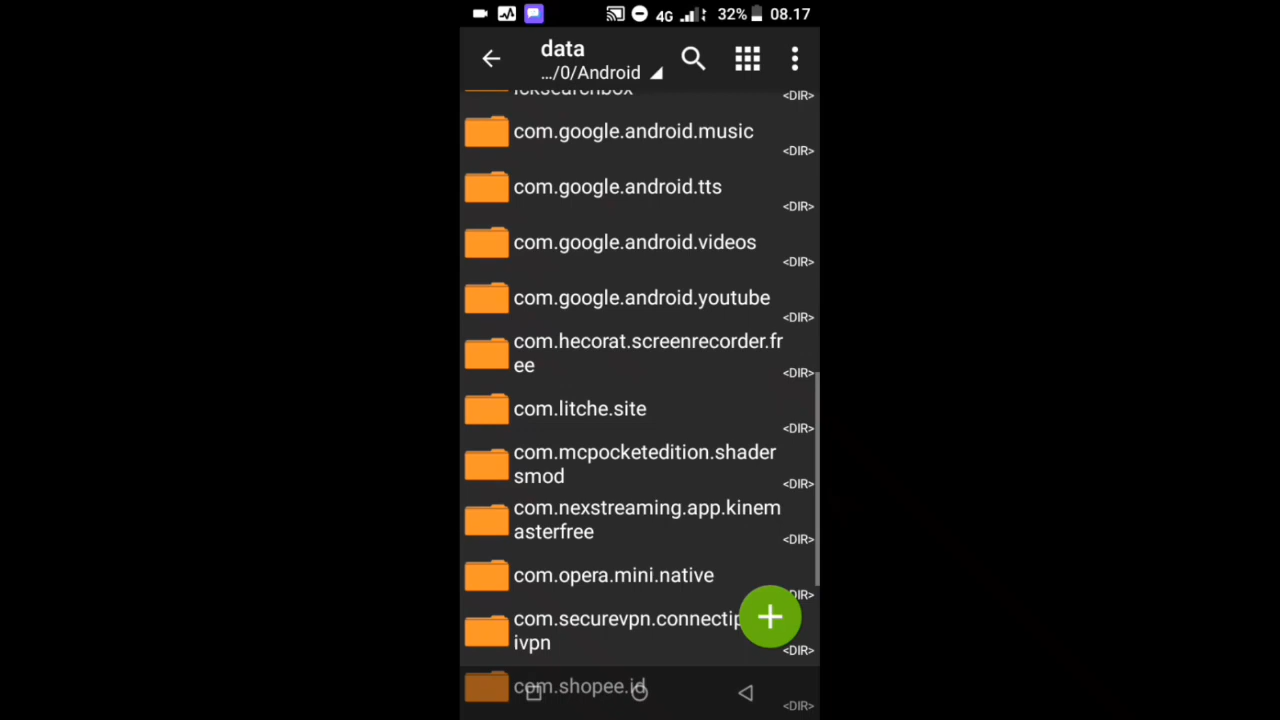 4G 32% 08.17
data
.../0/Android
<DIR>
com.google.android.music
<DIR>
com.google.android.tts
<DIR>
com.google.android.videos
<DIR>
com.google.android.youtube
<DIR>
com.hecorat.screenrecorder.fr
ee
<DIR>
com.litche.site
<DIR>
com.mcpocketedition.shader
smod
<DIR>
com.nexstreaming.app.kinem
asterfree
<DIR>
com.opera.mini.native
DIR>
com.securevpn.connectip
ivpn
<DIR>
com.shopee.id
<DIR>